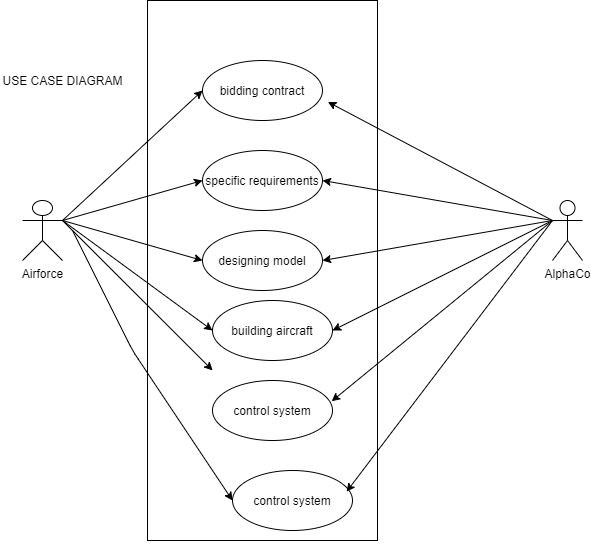 USE CASE DIAGRAM
bidding contract
specific requirements
designing model
Airforce
AlphaCo
building aircraft
control system
control system